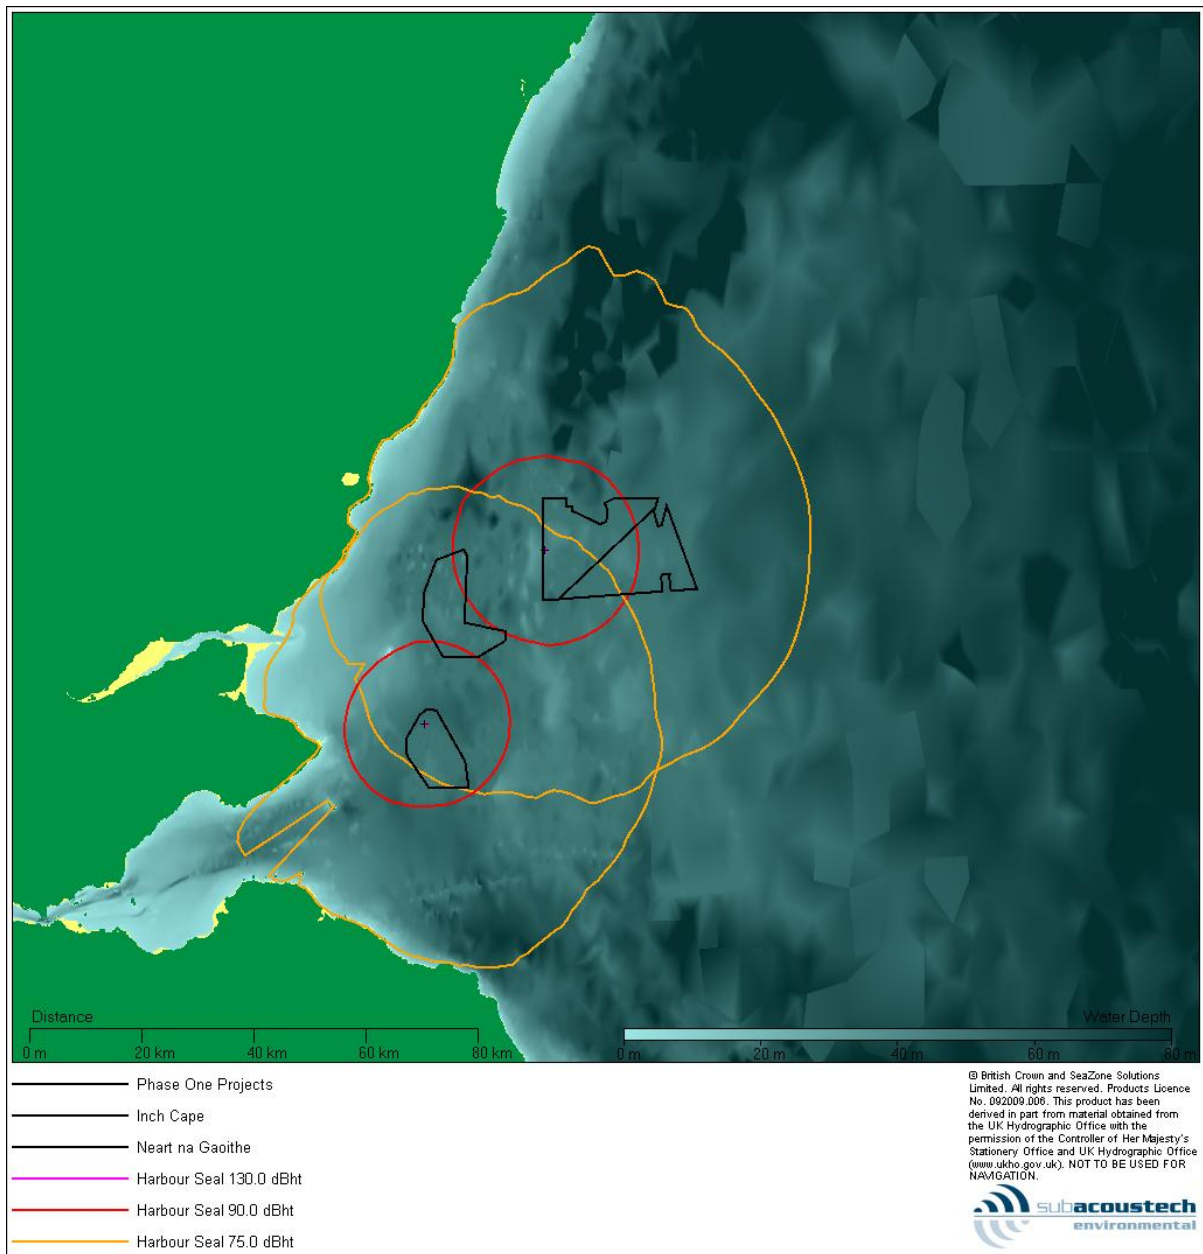 Distance
0 m 20 km 40 km 60 km 80 km
Water Depth
0 m 20 m 40 m 60 m 80 m
Phase One Projects
Inch Cape
Neart na Gaoithe
Harbour Seal 130.0 dBht
Harbour Seal 90.0 dBht
Harbour Seal 75.0 dBht
© British Crown and SeaZone Solutions
Limited. All rights reserved. Products Licence
No. 092009.006. This product has been
derived in part from material obtained from
the UK Hydrographic Office with the
permission of the Controller of Her Majesty's
Stationery Office and UK Hydrographic Office
(www.ukho.gov.uk). NOT TO BE USED FOR
NAVIGATION.
subacoustech
environmental